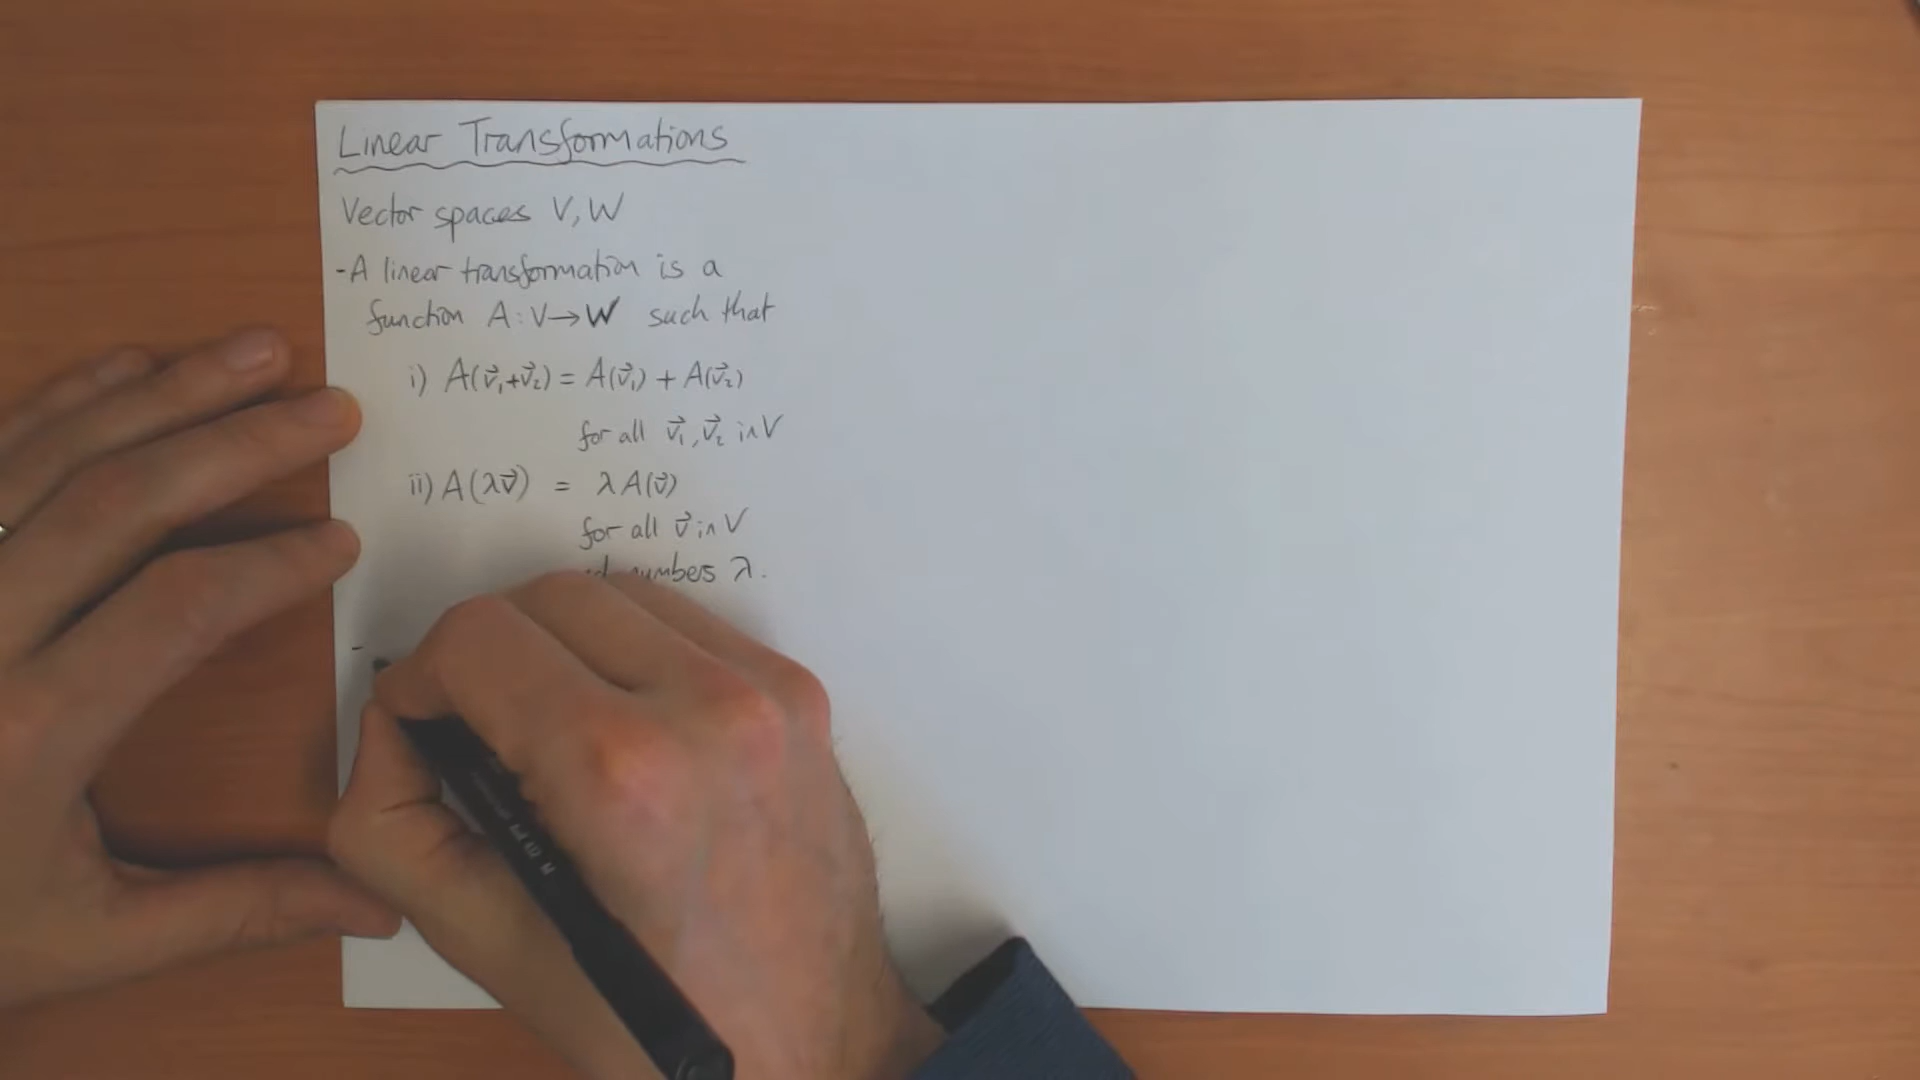 Linear Transformations
Vector spaces V, W
- A linear transformation is a
function A: V→W such that
i) A(v⃗₁+v⃗₂) = A(v⃗₁) + A(v⃗₂)
for all v⃗₁, v⃗₂ in V
ii) A(λv⃗) = λA(v⃗)
for all v⃗ in V
numbers λ.
-